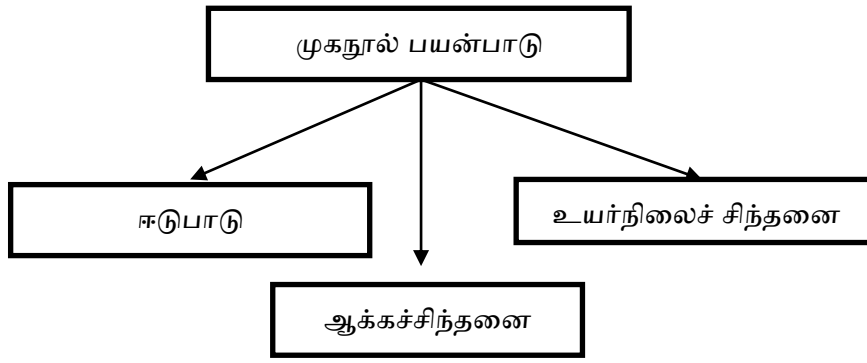 முகநூல் பயன்பாடு
ஈடுபாடு
உயர்நிலைச் சிந்தனை
ஆக்கச்சிந்தனை